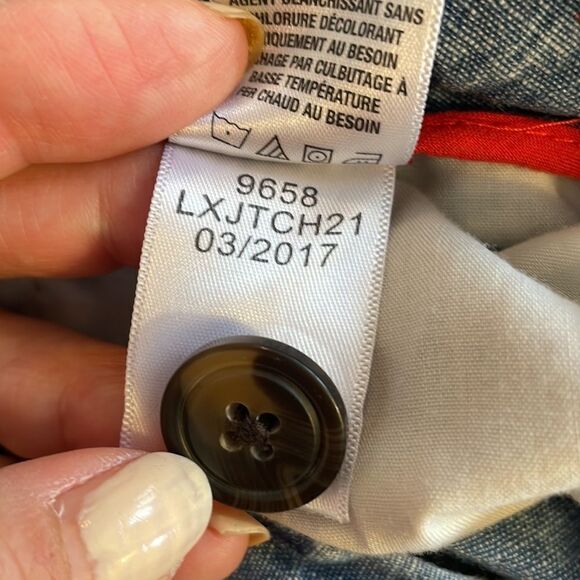 AGENT BLANCHISSANT SANS
CHLORURE DÉCOLORANT
UNIQUEMENT AU BESOIN
SÉCHAGE PAR CULBUTAGE À
BASSE TEMPÉRATURE
FER CHAUD AU BESOIN
9658
LXJTCH21
03/2017